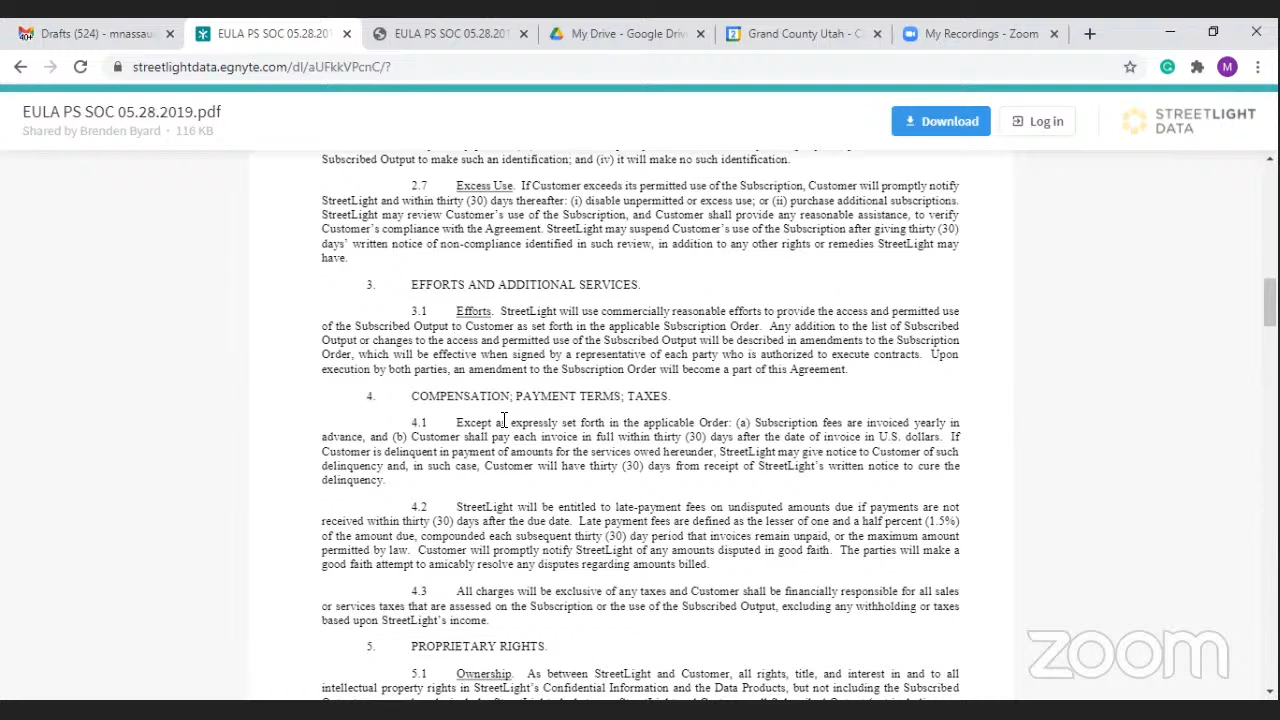 Drafts (524) - mnassau
EULA PS SOC 05.28.201
EULA PS SOC 05.28.201
My Drive - Google Driv
Grand County Utah - C
My Recordings - Zoom
streetlightdata.egnyte.com/dl/aUFkkVPcnC/?
M
EULA PS SOC 05.28.2019.pdf
Shared by Brenden Byard · 116 KB
Download
Log in
STREETLIGHT
DATA
Subscribed Output to make such an identification; and (iv) it will make no such identification.
2.7 Excess Use. If Customer exceeds its permitted use of the Subscription, Customer will promptly notify
StreetLight and within thirty (30) days thereafter: (i) disable unpermitted or excess use; or (ii) purchase additional subscriptions.
StreetLight may review Customer's use of the Subscription, and Customer shall provide any reasonable assistance, to verify
Customer's compliance with the Agreement. StreetLight may suspend Customer's use of the Subscription after giving thirty (30)
days' written notice of non-compliance identified in such review, in addition to any other rights or remedies StreetLight may
have.
3. EFFORTS AND ADDITIONAL SERVICES.
3.1 Efforts. StreetLight will use commercially reasonable efforts to provide the access and permitted use
of the Subscribed Output to Customer as set forth in the applicable Subscription Order. Any addition to the list of Subscribed
Output or changes to the access and permitted use of the Subscribed Output will be described in amendments to the Subscription
Order, which will be effective when signed by a representative of each party who is authorized to execute contracts. Upon
execution by both parties, an amendment to the Subscription Order will become a part of this Agreement.
4. COMPENSATION; PAYMENT TERMS; TAXES.
4.1 Except as expressly set forth in the applicable Order: (a) Subscription fees are invoiced yearly in
advance, and (b) Customer shall pay each invoice in full within thirty (30) days after the date of invoice in U.S. dollars. If
Customer is delinquent in payment of amounts for the services owed hereunder, StreetLight may give notice to Customer of such
delinquency and, in such case, Customer will have thirty (30) days from receipt of StreetLight's written notice to cure the
delinquency.
4.2 StreetLight will be entitled to late-payment fees on undisputed amounts due if payments are not
received within thirty (30) days after the due date. Late payment fees are defined as the lesser of one and a half percent (1.5%)
of the amount due, compounded each subsequent thirty (30) day period that invoices remain unpaid, or the maximum amount
permitted by law. Customer will promptly notify StreetLight of any amounts disputed in good faith. The parties will make a
good faith attempt to amicably resolve any disputes regarding amounts billed.
4.3 All charges will be exclusive of any taxes and Customer shall be financially responsible for all sales
or services taxes that are assessed on the Subscription or the use of the Subscribed Output, excluding any withholding or taxes
based upon StreetLight's income.
5. PROPRIETARY RIGHTS.
5.1 Ownership. As between StreetLight and Customer, all rights, title, and interest in and to all
intellectual property rights in StreetLight's Confidential Information and the Data Products, but not including the Subscribed
zoom